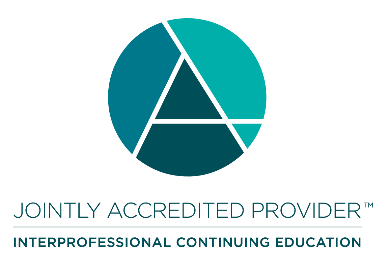 JOINTLY ACCREDITED PROVIDER™
INTERPROFESSIONAL CONTINUING EDUCATION